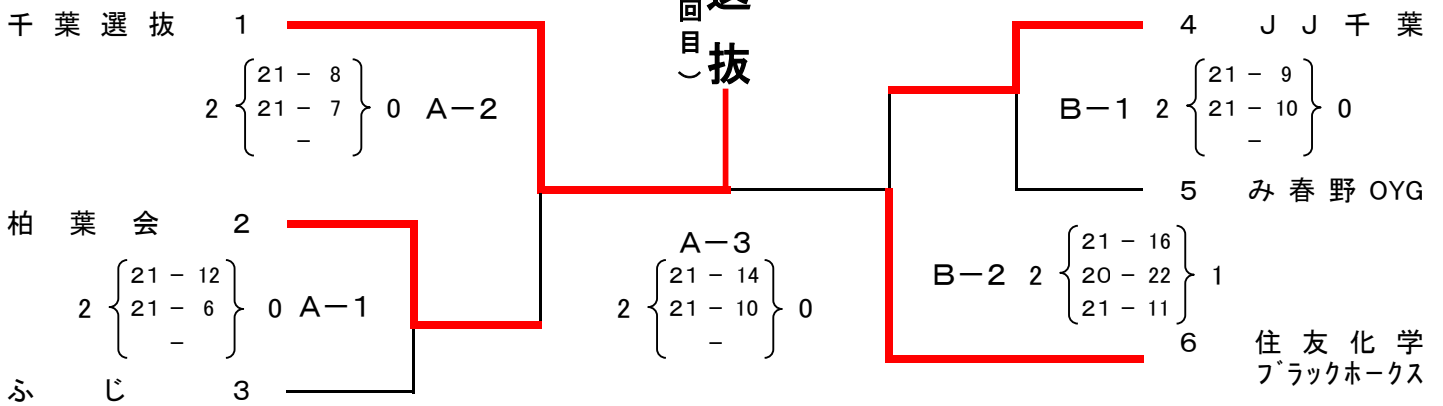 回目）
抜
千葉選抜 1
2 { 21 － 8 } 0 A－2
21 － 7
－
柏葉会 2
2 { 21 － 12 } 0 A－1
21 － 6
－
ふじ 3
A－3
2 { 21 － 14 } 0
21 － 10
－
4 ＪＪ千葉
B－1 2 { 21 － 9 } 0
21 － 10
－
5 み春野OYG
B－2 2 { 21 － 16 } 1
20 － 22
21 － 11
6 住友化学
ﾌﾞﾗｯｸﾎｰｸｽ